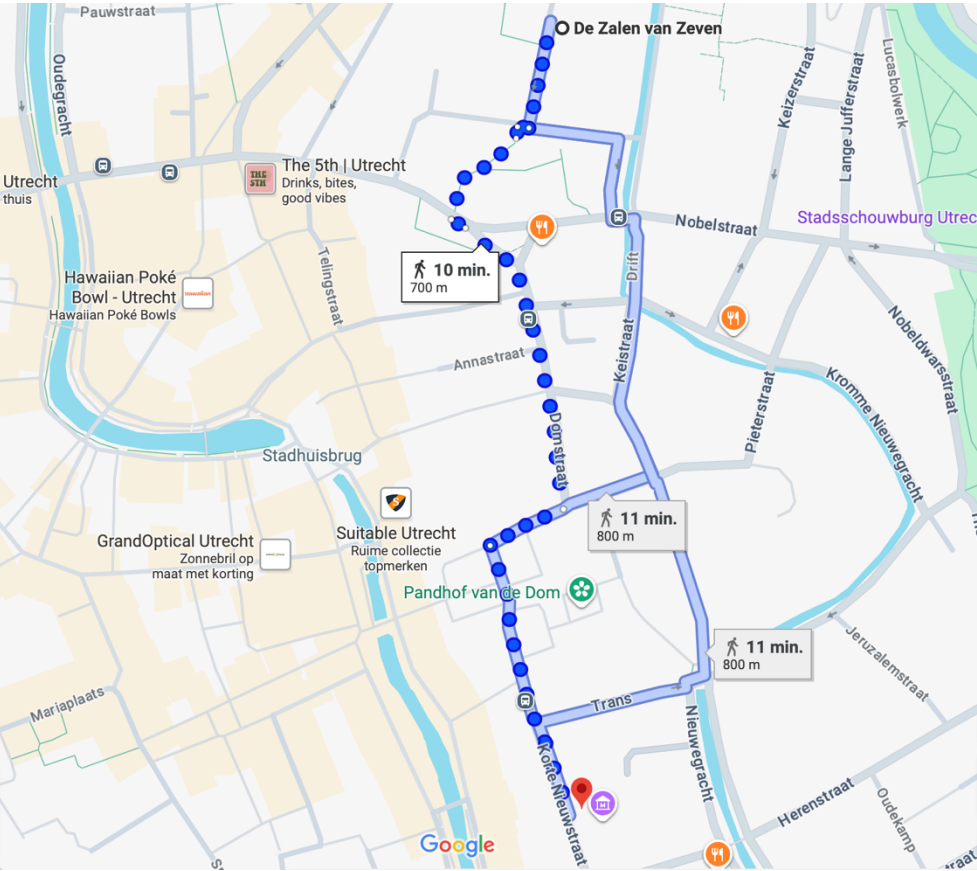 Pauwstraat
De Zalen van Zeven
Oudegracht
Keizerstraat
Lange Jufferstraat
Lucasbolwerk
Utrecht
thuis
THE
5TH
The 5th | Utrecht
Drinks, bites,
good vibes
Nobelstraat
Stadsschouwburg Utrec
10 min.
700 m
Telingstraat
Drift
Hawaiian Poké
Bowl - Utrecht
Hawaiian Poké Bowls
Keistraat
Annastraat
Nobeldwarsstraat
Kromme Nieuwegracht
Pieterstraat
Domstraat
Stadhuisbrug
Suitable Utrecht
Ruime collectie
topmerken
11 min.
800 m
GrandOptical Utrecht
Zonnebril op
maat met korting
Pandhof van de Dom
11 min.
800 m
Jeruzalemstraat
Mariaplaats
Trans
Nieuwegracht
Korte Nieuwstraat
Herenstraat
Oudekamp
Google